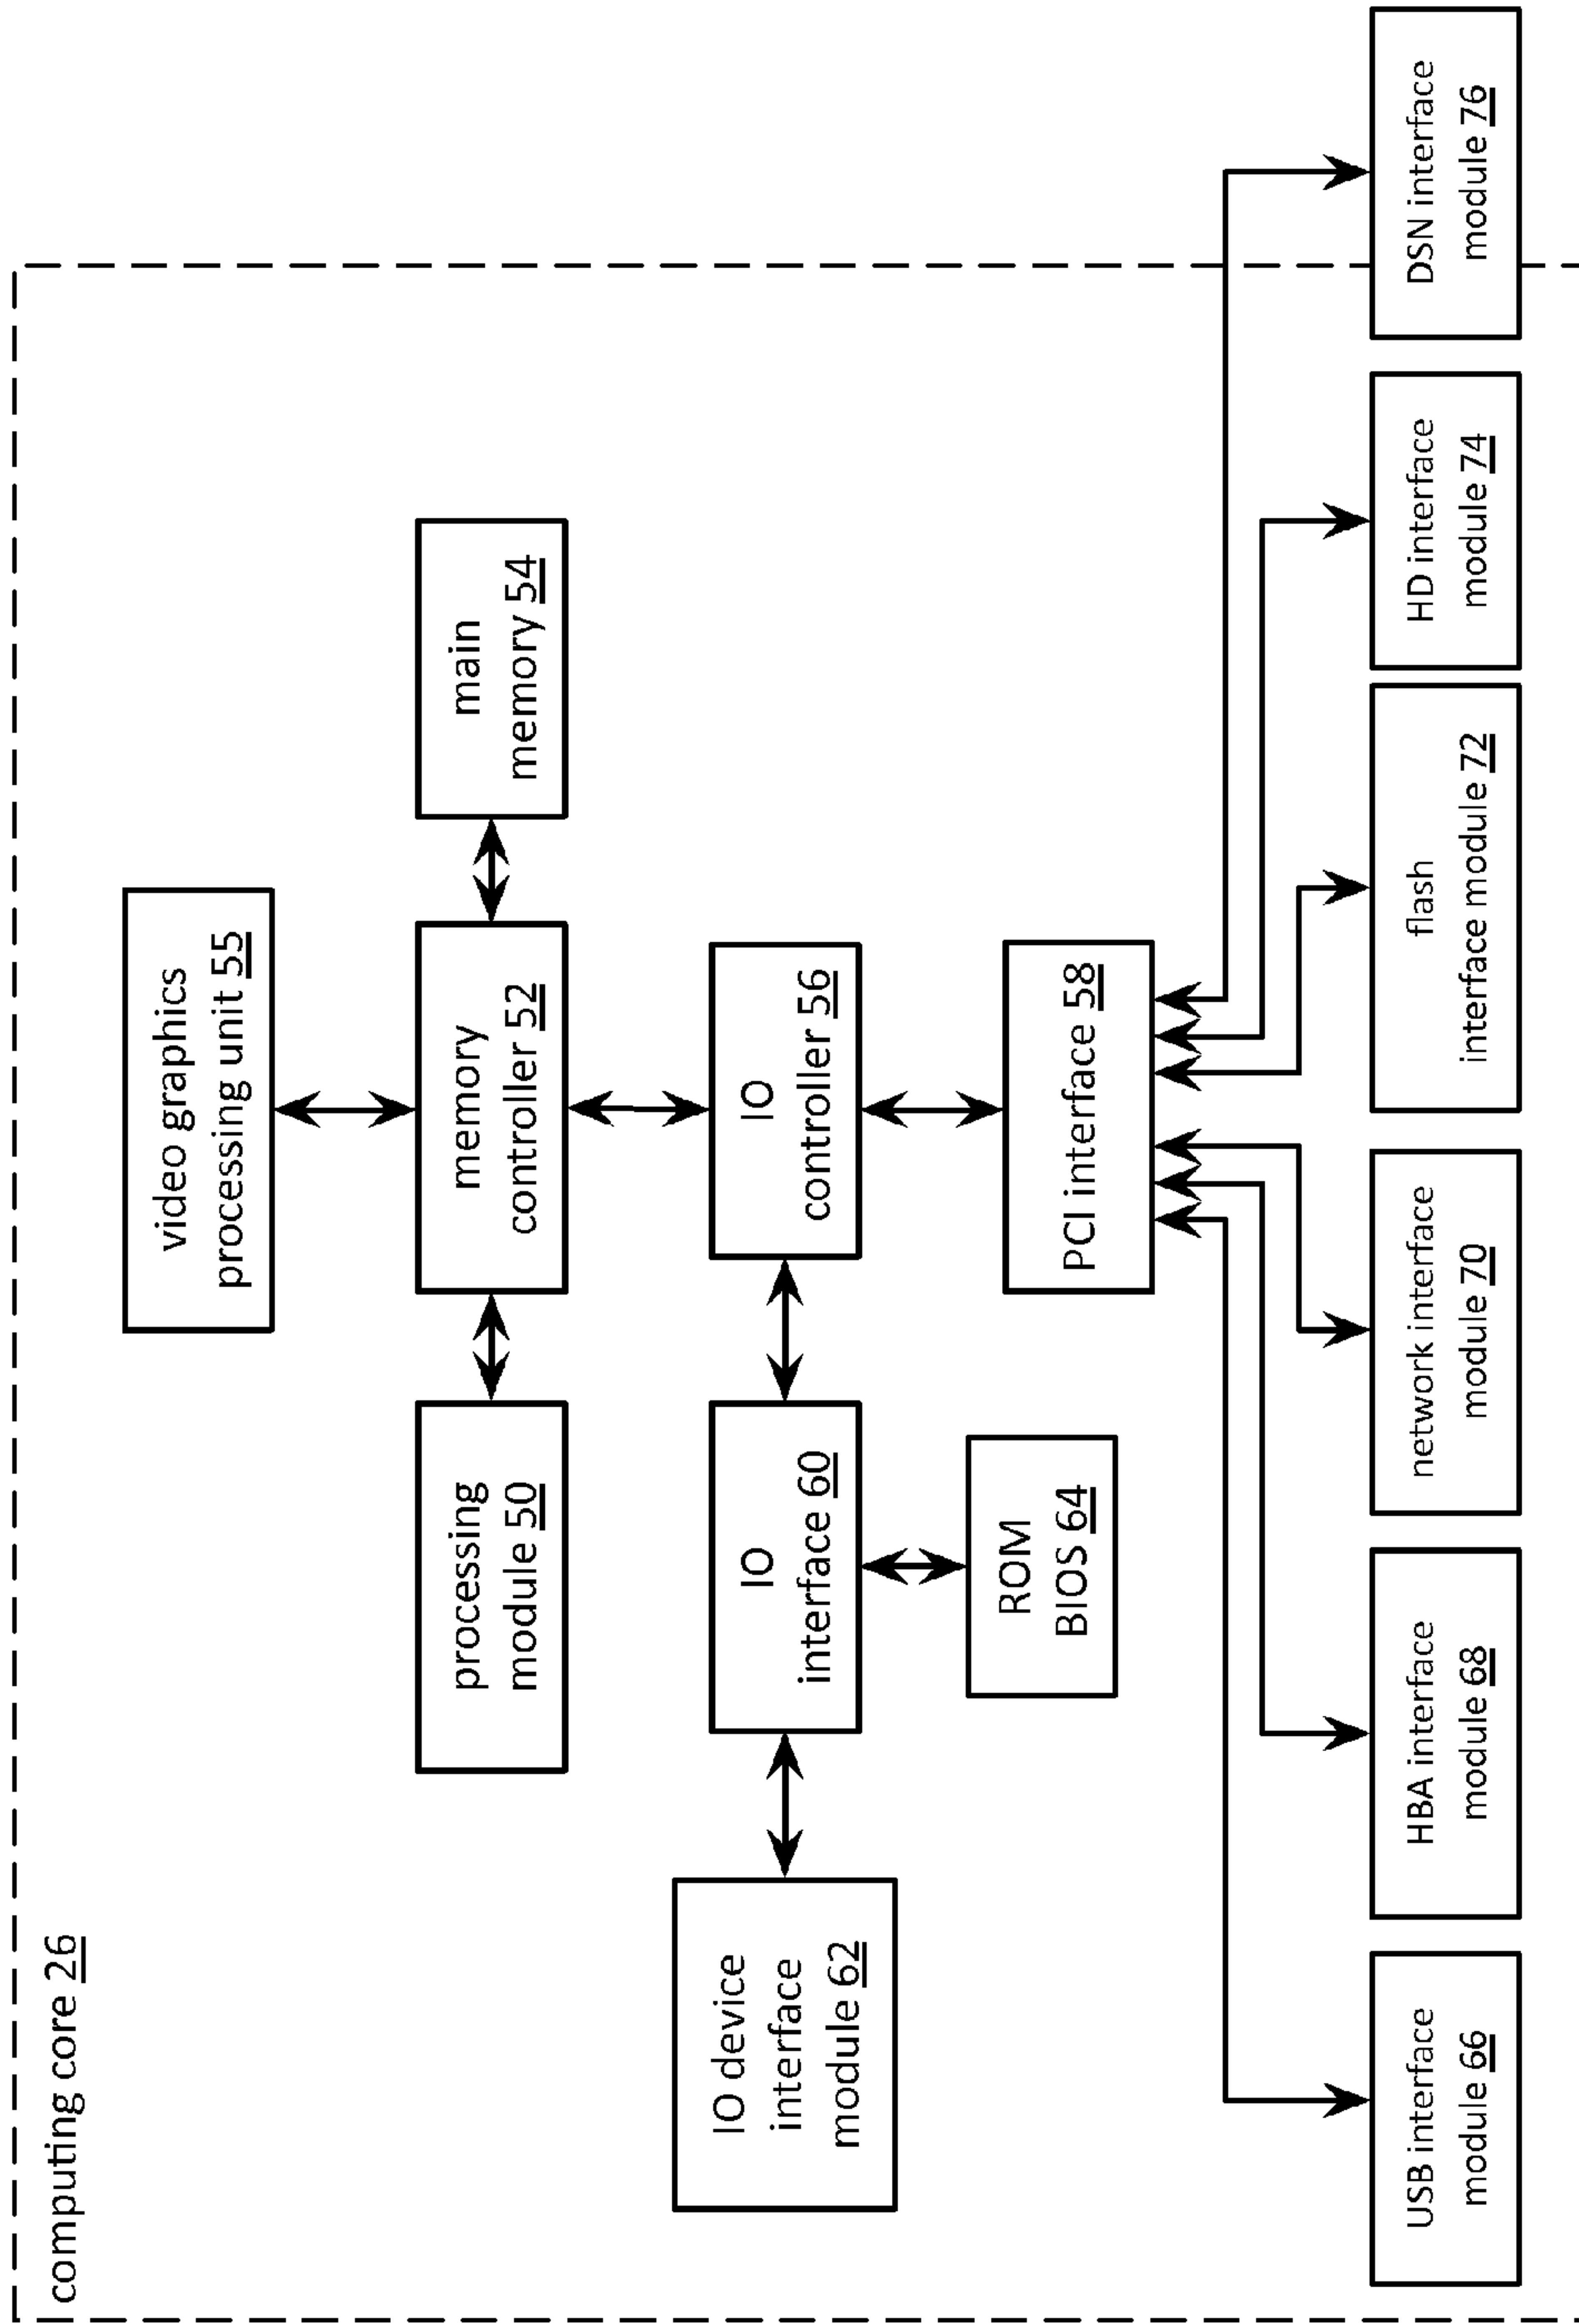 computing core 26
video graphics
processing unit 55
processing
module 50
memory
controller 52
main
memory 54
IO device
interface
module 62
IO
interface 60
IO
controller 56
ROM
BIOS 64
PCI interface 58
USB interface
module 66
HBA interface
module 68
network interface
module 70
flash
interface module 72
HD interface
module 74
DSN interface
module 76